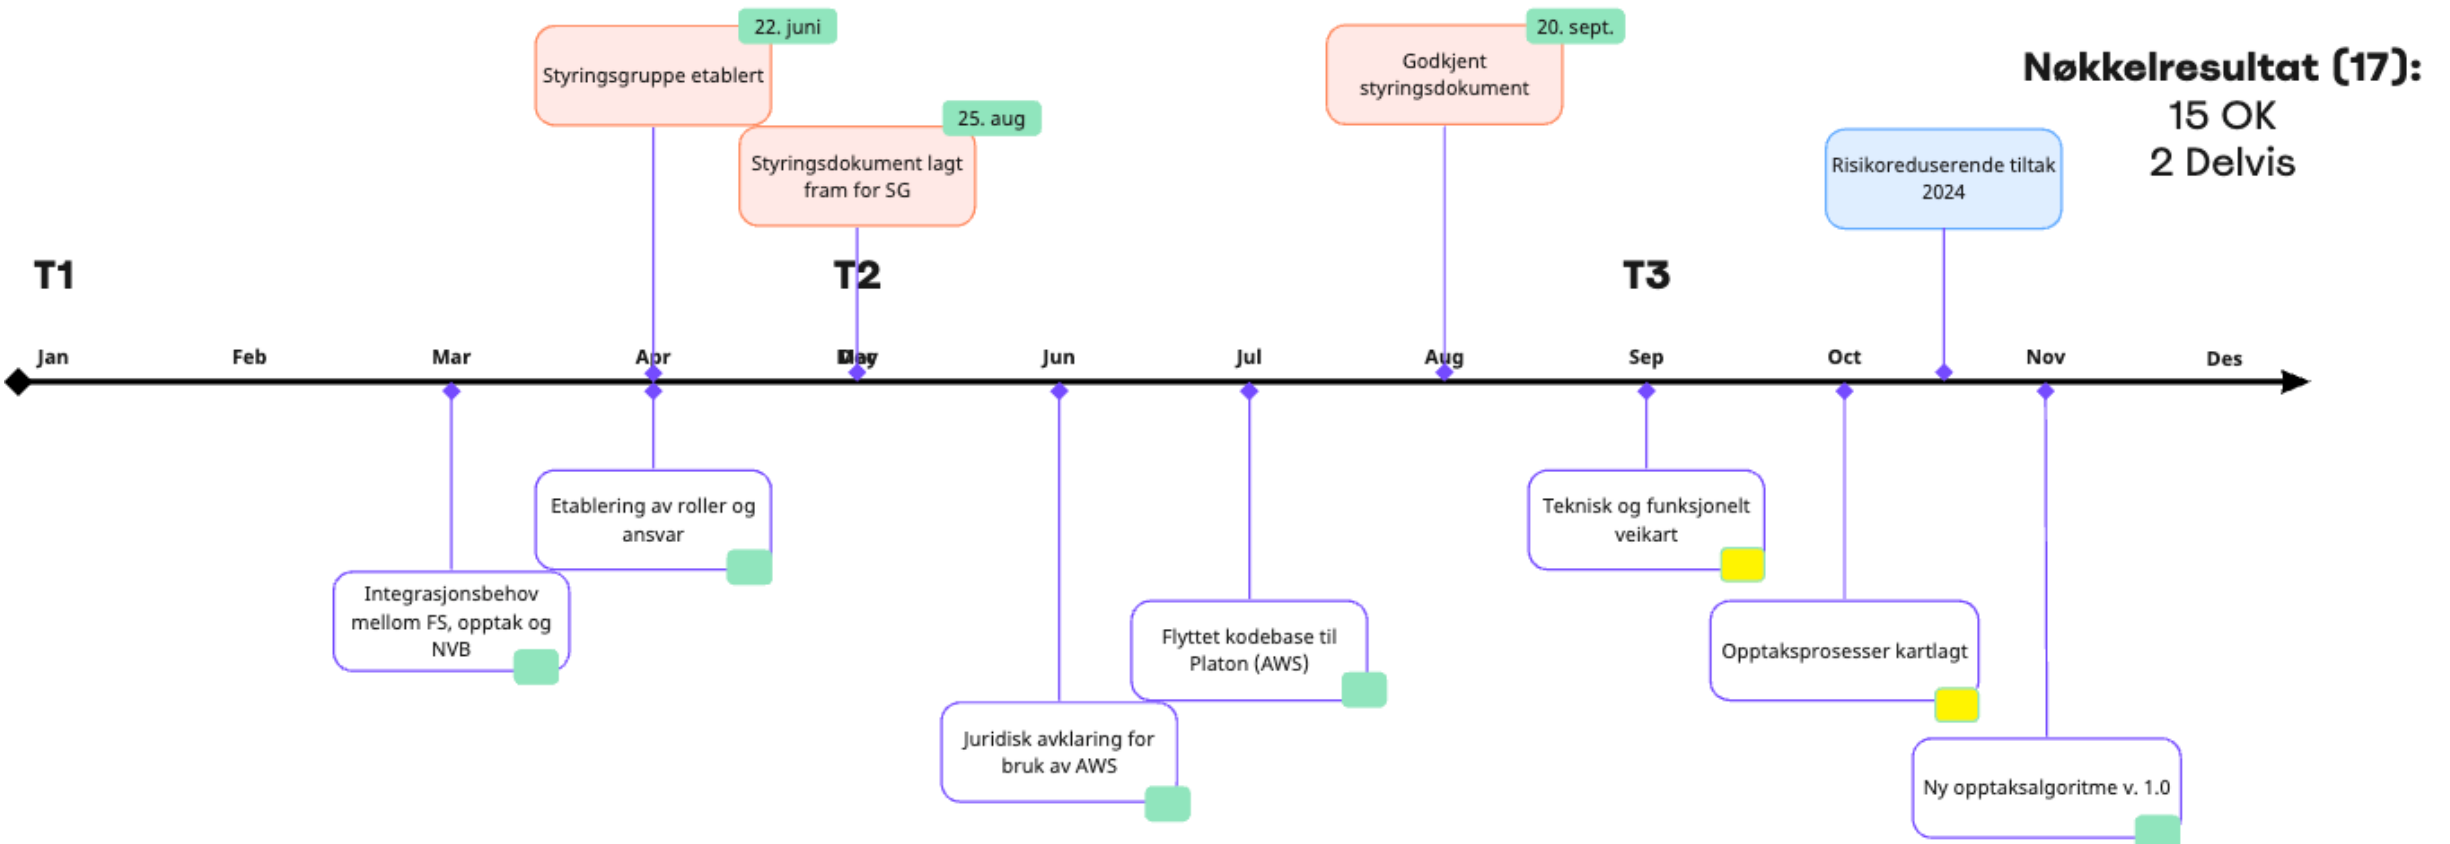 22. juni
Styringsgruppe etablert
25. aug
Styringsdokument lagt
fram for SG
20. sept.
Godkjent
styringsdokument
Nøkkelresultat (17):
15 OK
2 Delvis
Risikoreduserende tiltak
2024
T1
T2
T3
Jan
Feb
Mar
Apr
Jun
Jul
Aug
Sep
Oct
Nov
Des
Etablering av roller og
ansvar
Integrasjonsbehov
mellom FS, opptak og
NVB
Flyttet kodebase til
Platon (AWS)
Juridisk avklaring for
bruk av AWS
Teknisk og funksjonelt
veikart
Opptaksprosesser kartlagt
Ny opptaksalgoritme v. 1.0